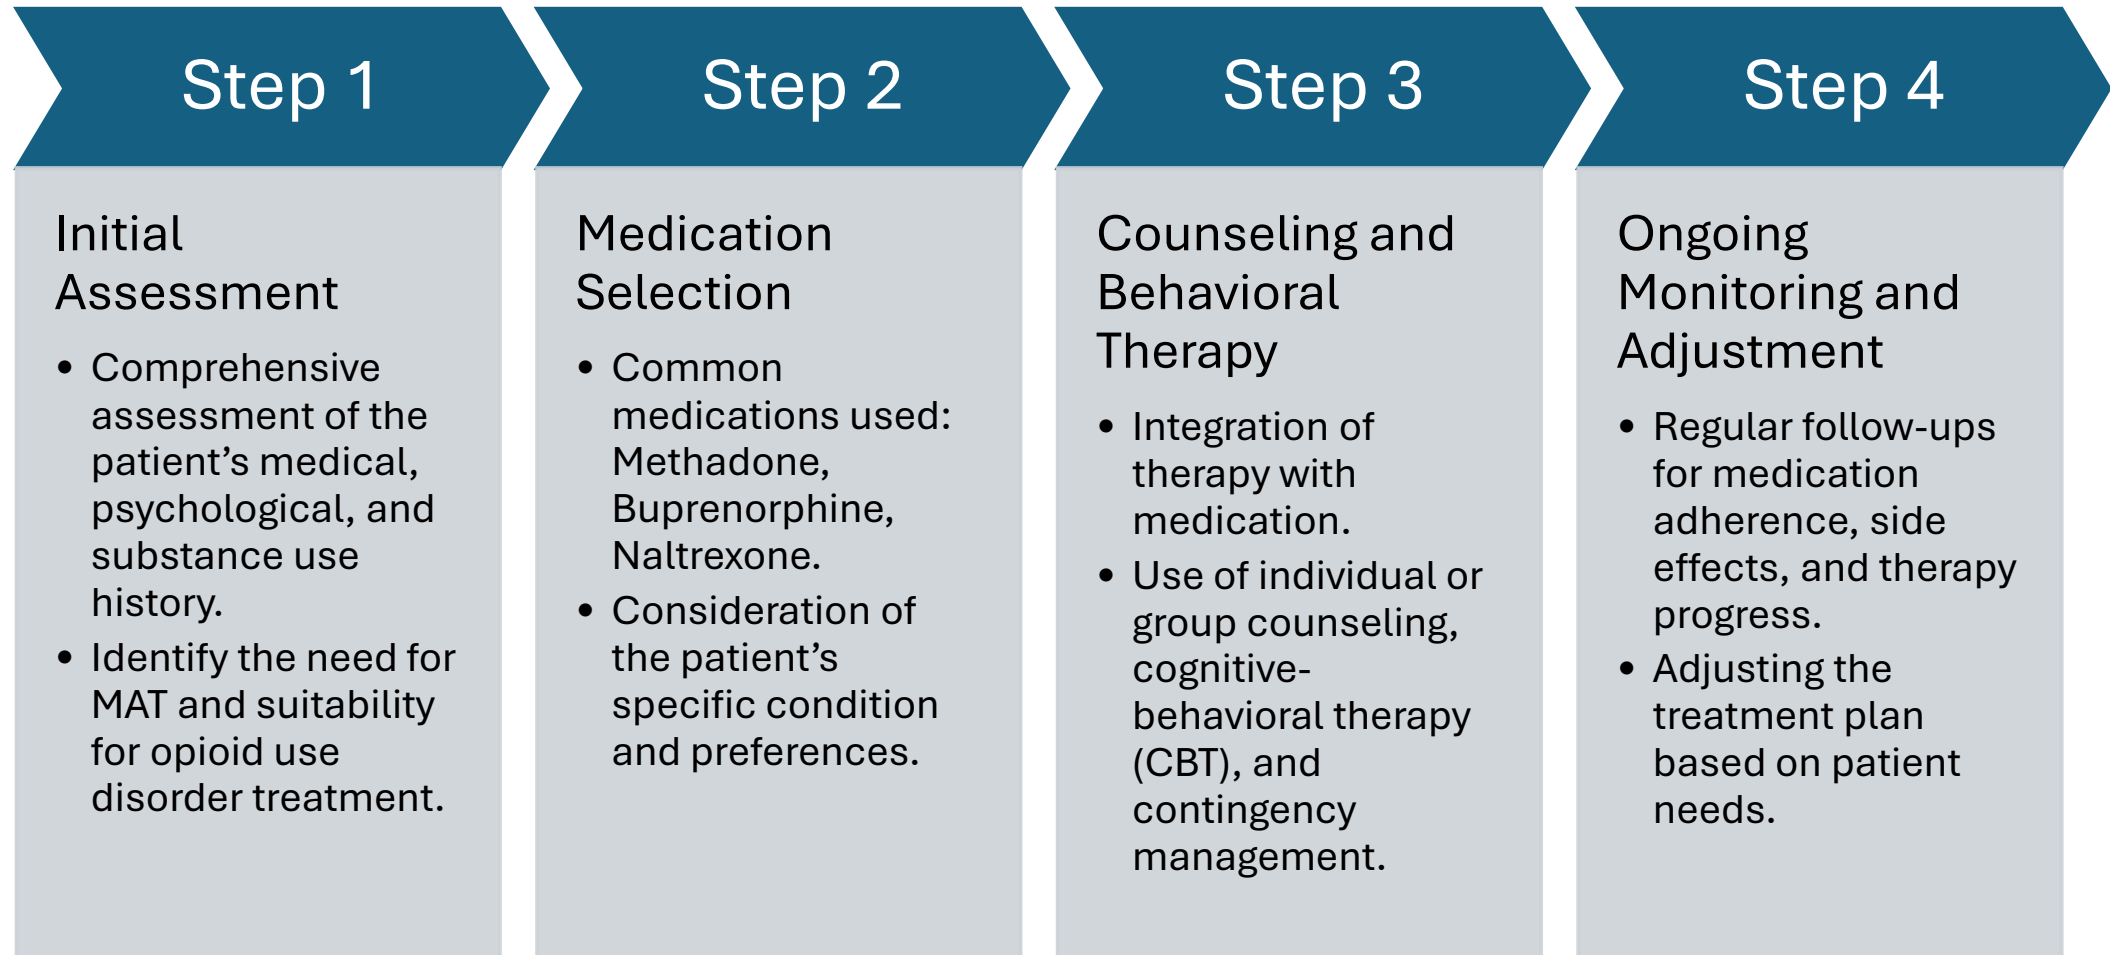 Step 1
Initial
Assessment
• Comprehensive
assessment of the
patient’s medical,
psychological, and
substance use
history.
• Identify the need for
MAT and suitability
for opioid use
disorder treatment.
Step 2
Medication
Selection
• Common
medications used:
Methadone,
Buprenorphine,
Naltrexone.
• Consideration of
the patient’s
specific condition
and preferences.
Step 3
Counseling and
Behavioral
Therapy
• Integration of
therapy with
medication.
• Use of individual or
group counseling,
cognitive-
behavioral therapy
(CBT), and
contingency
management.
Step 4
Ongoing
Monitoring and
Adjustment
• Regular follow-ups
for medication
adherence, side
effects, and therapy
progress.
• Adjusting the
treatment plan
based on patient
needs.